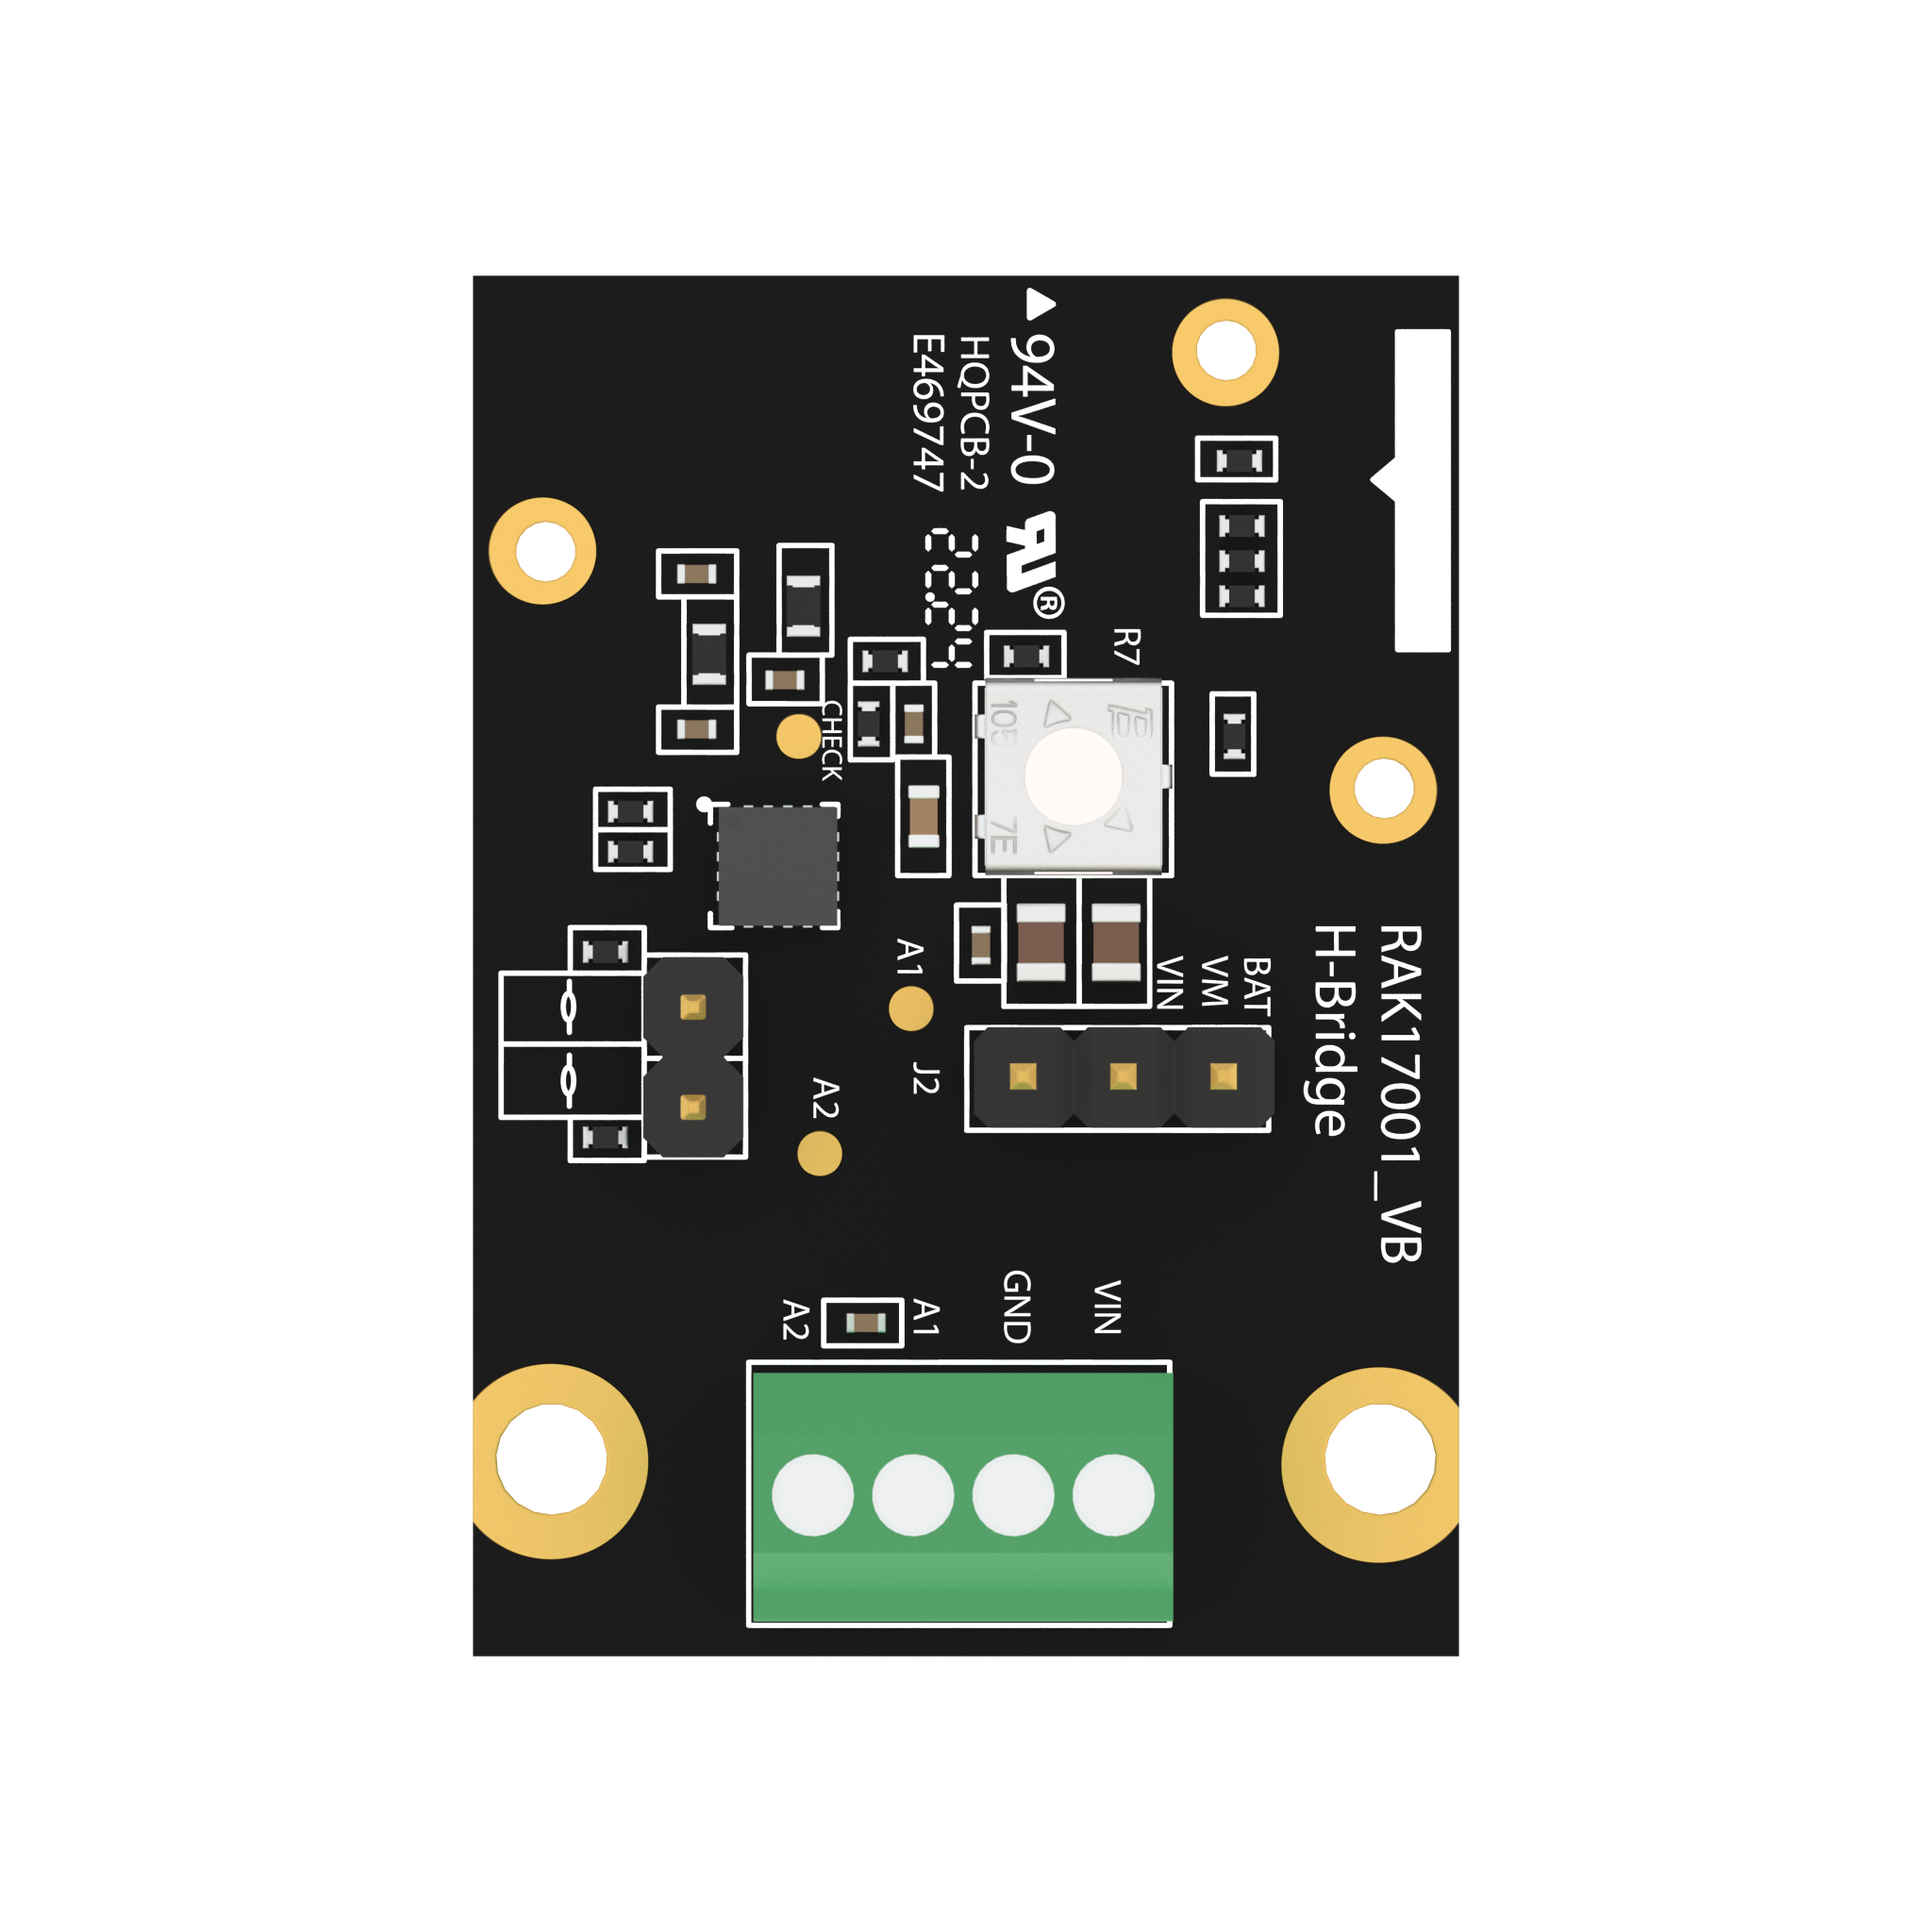 94V-0
HQPCB-2
E469747
R7
105
7E
CHECK
A1
A2
J2
BAT
VM
VIN
RAK17001_VB
H-Bridge
VIN
GND
A1
A2